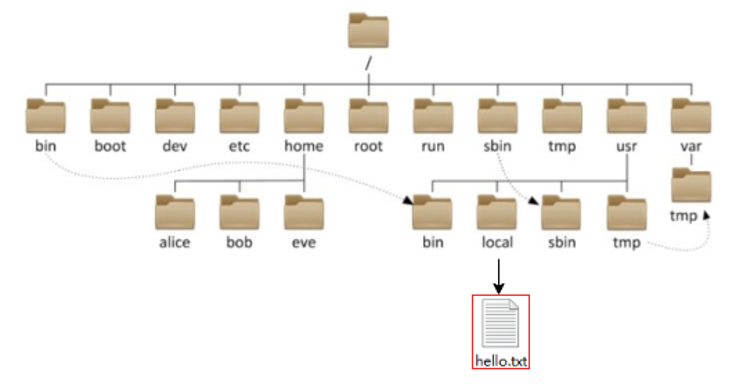 /
bin boot dev etc home root run sbin tmp usr var
tmp
alice bob eve bin local sbin tmp
hello.txt